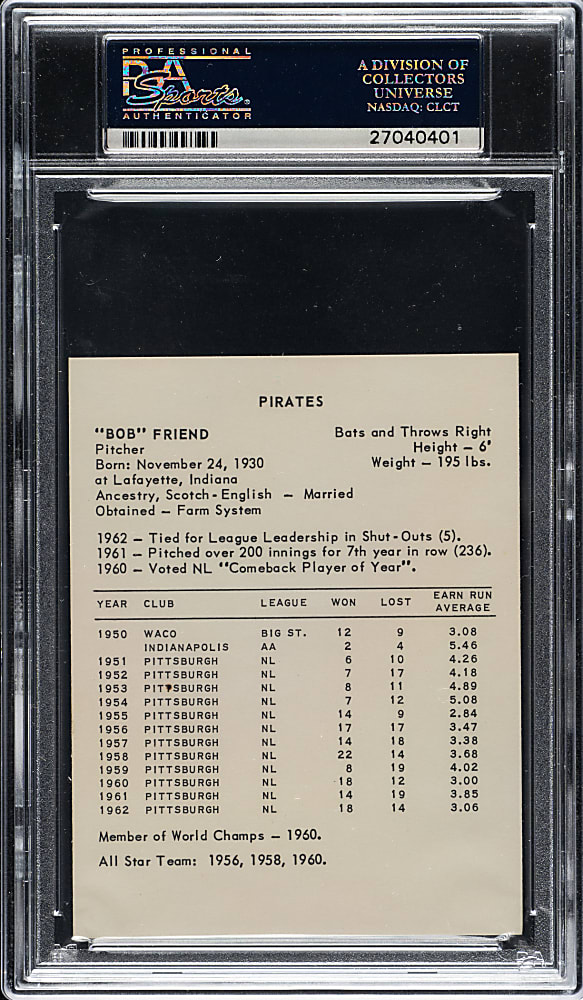 PROFESSIONAL
PSA
Sports
AUTHENTICATOR
A DIVISION OF
COLLECTORS
UNIVERSE
NASDAQ: CLCT
27040401
PIRATES
"BOB" FRIEND
Pitcher
Born: November 24, 1930
at Lafayette, Indiana
Ancestry, Scotch-English — Married
Obtained — Farm System
Bats and Throws Right
Height — 6'
Weight — 195 lbs.
1962 — Tied for League Leadership in Shut-Outs (5).
1961 — Pitched over 200 innings for 7th year in row (236).
1960 — Voted NL "Comeback Player of Year".
YEAR CLUB LEAGUE WON LOST EARN RUN AVERAGE
1950 WACO BIG ST. 12 9 3.08
INDIANAPOLIS AA 2 4 5.46
1951 PITTSBURGH NL 6 10 4.26
1952 PITTSBURGH NL 7 17 4.18
1953 PITTSBURGH NL 8 11 4.89
1954 PITTSBURGH NL 7 12 5.08
1955 PITTSBURGH NL 14 9 2.84
1956 PITTSBURGH NL 17 17 3.47
1957 PITTSBURGH NL 14 18 3.38
1958 PITTSBURGH NL 22 14 3.68
1959 PITTSBURGH NL 8 19 4.02
1960 PITTSBURGH NL 18 12 3.00
1961 PITTSBURGH NL 14 19 3.85
1962 PITTSBURGH NL 18 14 3.06
Member of World Champs — 1960.
All Star Team: 1956, 1958, 1960.